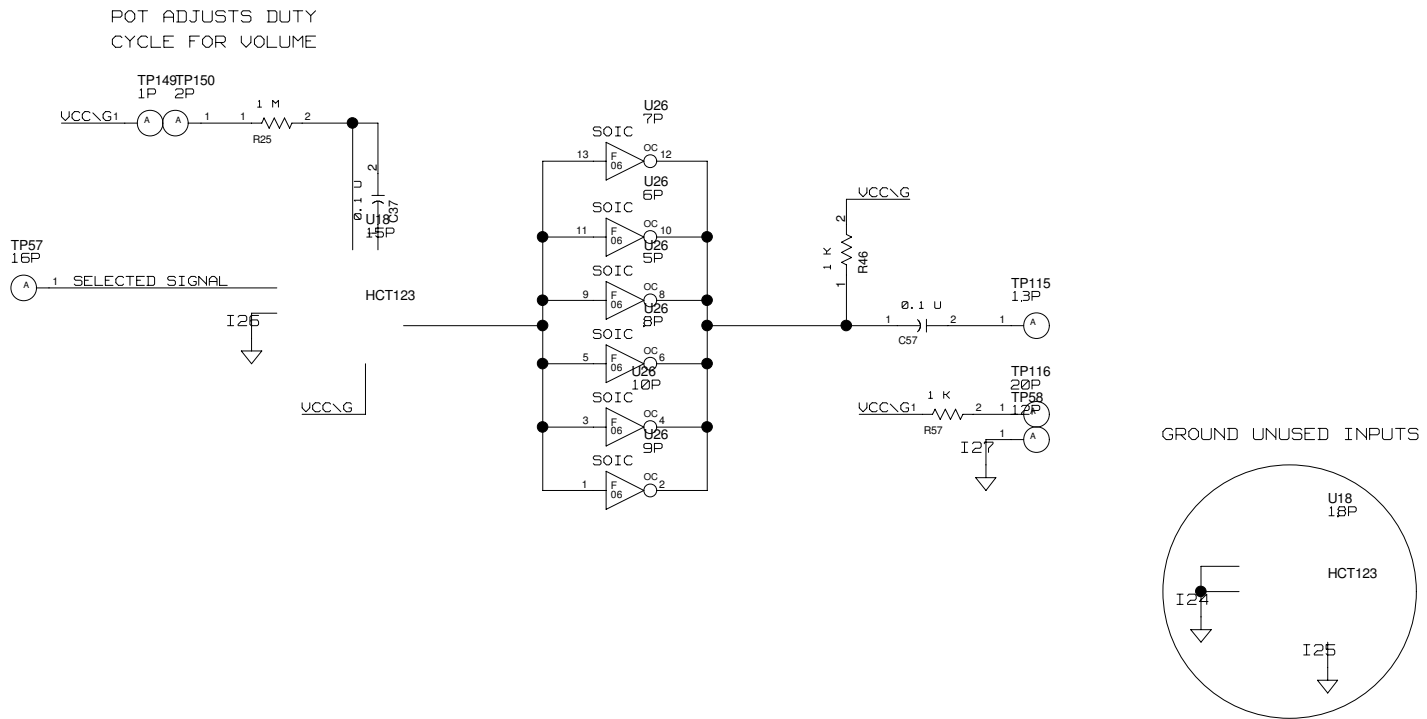 POT ADJUSTS DUTY
CYCLE FOR VOLUME
TP149TP150
1P 2P
VCC\G1 A A 1 1 1 M 2
R25
2
0.1 U
C37
U18
15P
TP57
16P
A 1 SELECTED SIGNAL
HCT123
I26
VCC\G
U26
7P
SOIC
13 F 06 OC 12
U26
6P
SOIC
11 F 06 OC 10
U26
5P
SOIC
9 F 06 OC 8
U26
8P
SOIC
5 F 06 OC 6
U26
10P
SOIC
3 F 06 OC 4
U26
9P
SOIC
1 F 06 OC 2
VCC\G
2
1 K
R46
1
0.1 U
1 2
C57
TP115
13P
1 A
TP116
20P
TP58
12P
VCC\G1 1 K 2 1 A
R57
1 A
I27
GROUND UNUSED INPUTS
U18
18P
HCT123
I24
I25